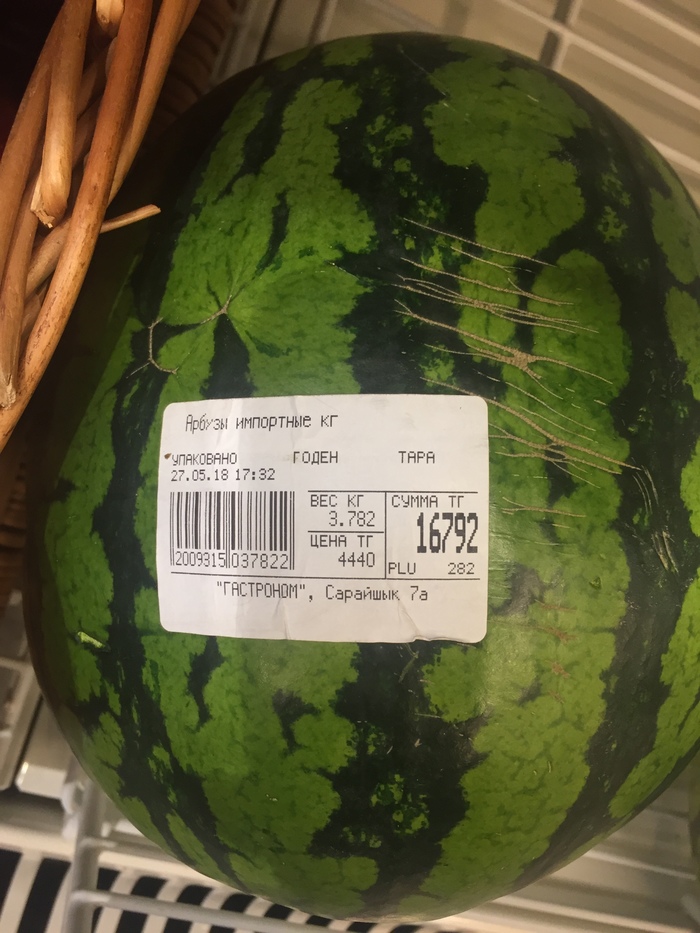 Арбузы импортные кг
УПАКОВАНО ГОДЕН ТАРА
27.05.18 17:32
ВЕС КГ СУММА ТГ
3.782 16792
ЦЕНА ТГ
4440
2009315 037822 PLU 282
"ГАСТРОНОМ", Сарайшык 7а